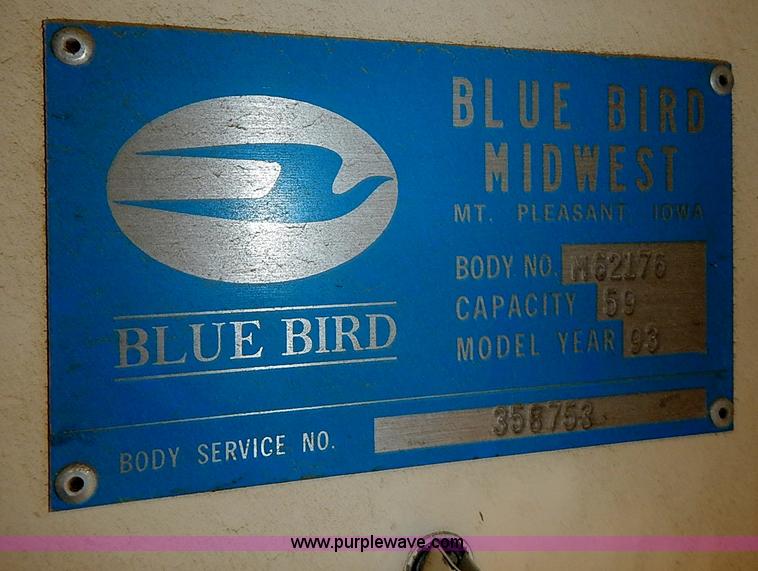 BLUE BIRD
MIDWEST
MT. PLEASANT, IOWA
BODY NO. M62176
CAPACITY 59
MODEL YEAR 93
BLUE BIRD
BODY SERVICE NO. 358753
www.purplewave.com